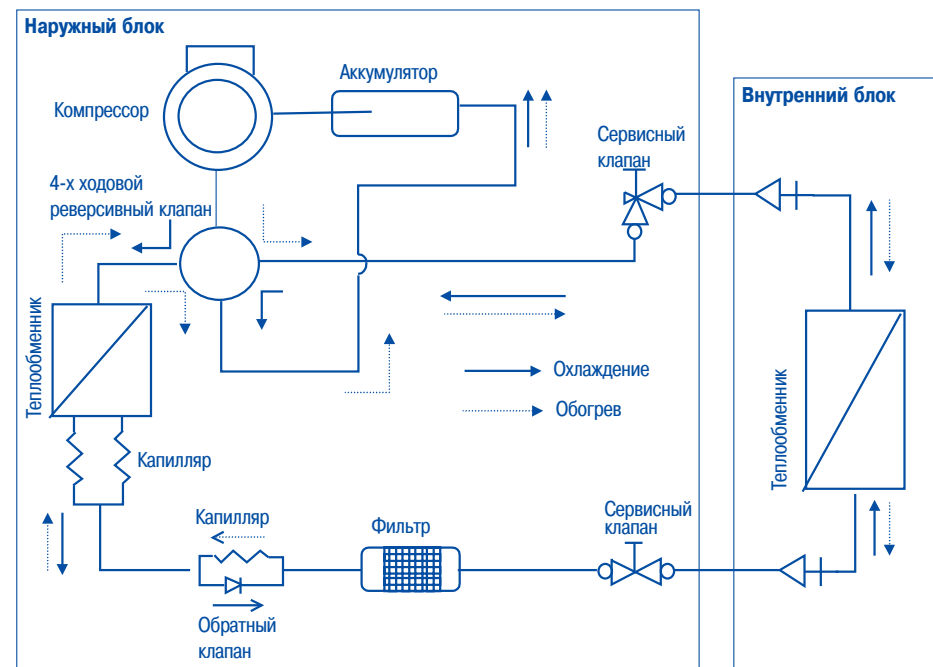 Наружный блок
Аккумулятор
Компрессор
Внутренний блок
Сервисный
клапан
4-х ходовой
реверсивный клапан
Теплообменник
Охлаждение
Обогрев
Теплообменник
Капилляр
Капилляр
Фильтр
Сервисный
клапан
Обратный
клапан